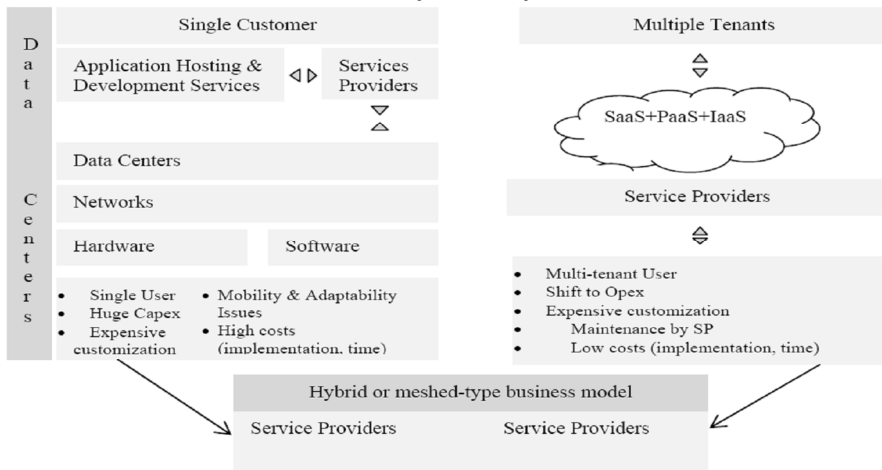 Data Centers
Single Customer
Application Hosting &
Development Services
Services
Providers
Data Centers
Networks
Hardware
Software
• Single User
• Huge Capex
• Expensive
customization
• Mobility & Adaptability
Issues
• High costs
(implementation, time)
Multiple Tenants
SaaS+PaaS+IaaS
Service Providers
• Multi-tenant User
• Shift to Opex
• Expensive customization
• Maintenance by SP
• Low costs (implementation, time)
Hybrid or meshed-type business model
Service Providers
Service Providers